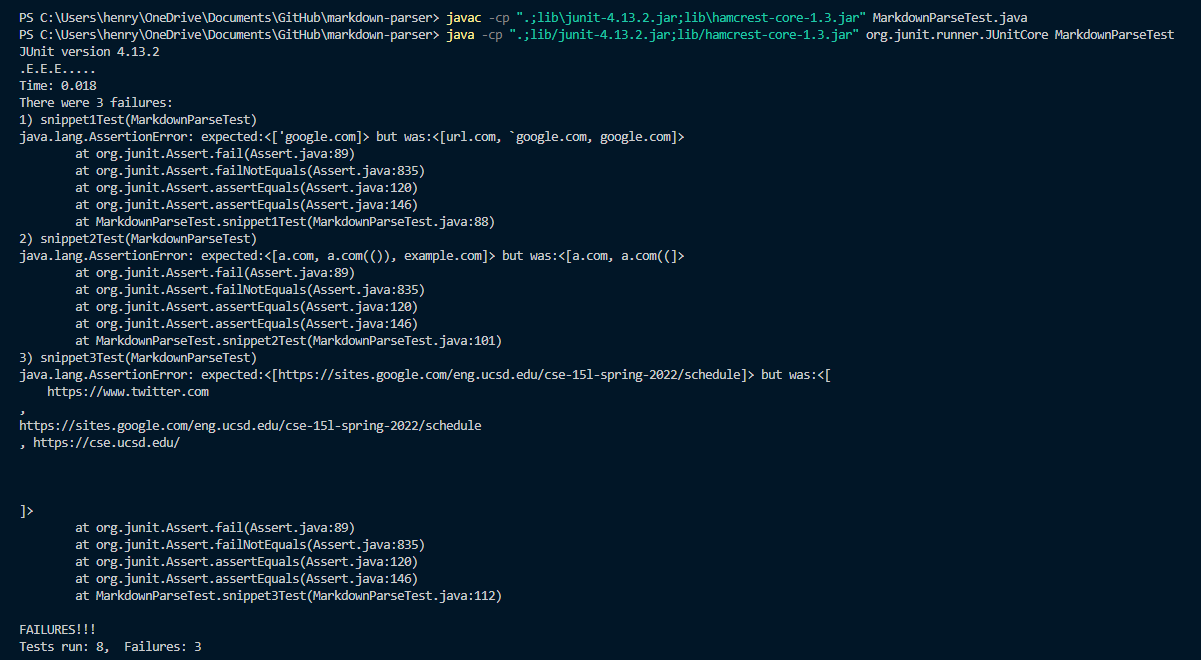 PS C:\Users\henry\OneDrive\Documents\GitHub\markdown-parser> javac -cp ".;lib\junit-4.13.2.jar;lib\hamcrest-core-1.3.jar" MarkdownParseTest.java
PS C:\Users\henry\OneDrive\Documents\GitHub\markdown-parser> java -cp ".;lib/junit-4.13.2.jar;lib/hamcrest-core-1.3.jar" org.junit.runner.JUnitCore MarkdownParseTest
JUnit version 4.13.2
.E.E.E.....
Time: 0.018
There were 3 failures:
1) snippet1Test(MarkdownParseTest)
java.lang.AssertionError: expected:<['google.com]> but was:<[url.com, `google.com, google.com]>
at org.junit.Assert.fail(Assert.java:89)
at org.junit.Assert.failNotEquals(Assert.java:835)
at org.junit.Assert.assertEquals(Assert.java:120)
at org.junit.Assert.assertEquals(Assert.java:146)
at MarkdownParseTest.snippet1Test(MarkdownParseTest.java:88)
2) snippet2Test(MarkdownParseTest)
java.lang.AssertionError: expected:<[a.com, a.com(()), example.com]> but was:<[a.com, a.com((]>
at org.junit.Assert.fail(Assert.java:89)
at org.junit.Assert.failNotEquals(Assert.java:835)
at org.junit.Assert.assertEquals(Assert.java:120)
at org.junit.Assert.assertEquals(Assert.java:146)
at MarkdownParseTest.snippet2Test(MarkdownParseTest.java:101)
3) snippet3Test(MarkdownParseTest)
java.lang.AssertionError: expected:<[https://sites.google.com/eng.ucsd.edu/cse-15l-spring-2022/schedule]> but was:<[
https://www.twitter.com
,
https://sites.google.com/eng.ucsd.edu/cse-15l-spring-2022/schedule
, https://cse.ucsd.edu/
]>
at org.junit.Assert.fail(Assert.java:89)
at org.junit.Assert.failNotEquals(Assert.java:835)
at org.junit.Assert.assertEquals(Assert.java:120)
at org.junit.Assert.assertEquals(Assert.java:146)
at MarkdownParseTest.snippet3Test(MarkdownParseTest.java:112)
FAILURES!!!
Tests run: 8,  Failures: 3